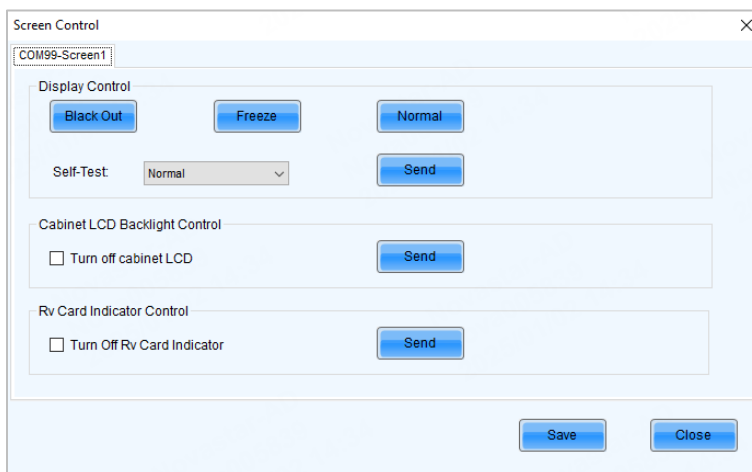 Screen Control
COM99-Screen1
Display Control
Black Out Freeze Normal
Self-Test: Normal Send
Cabinet LCD Backlight Control
Turn off cabinet LCD Send
Rv Card Indicator Control
Turn Off Rv Card Indicator Send
Save Close